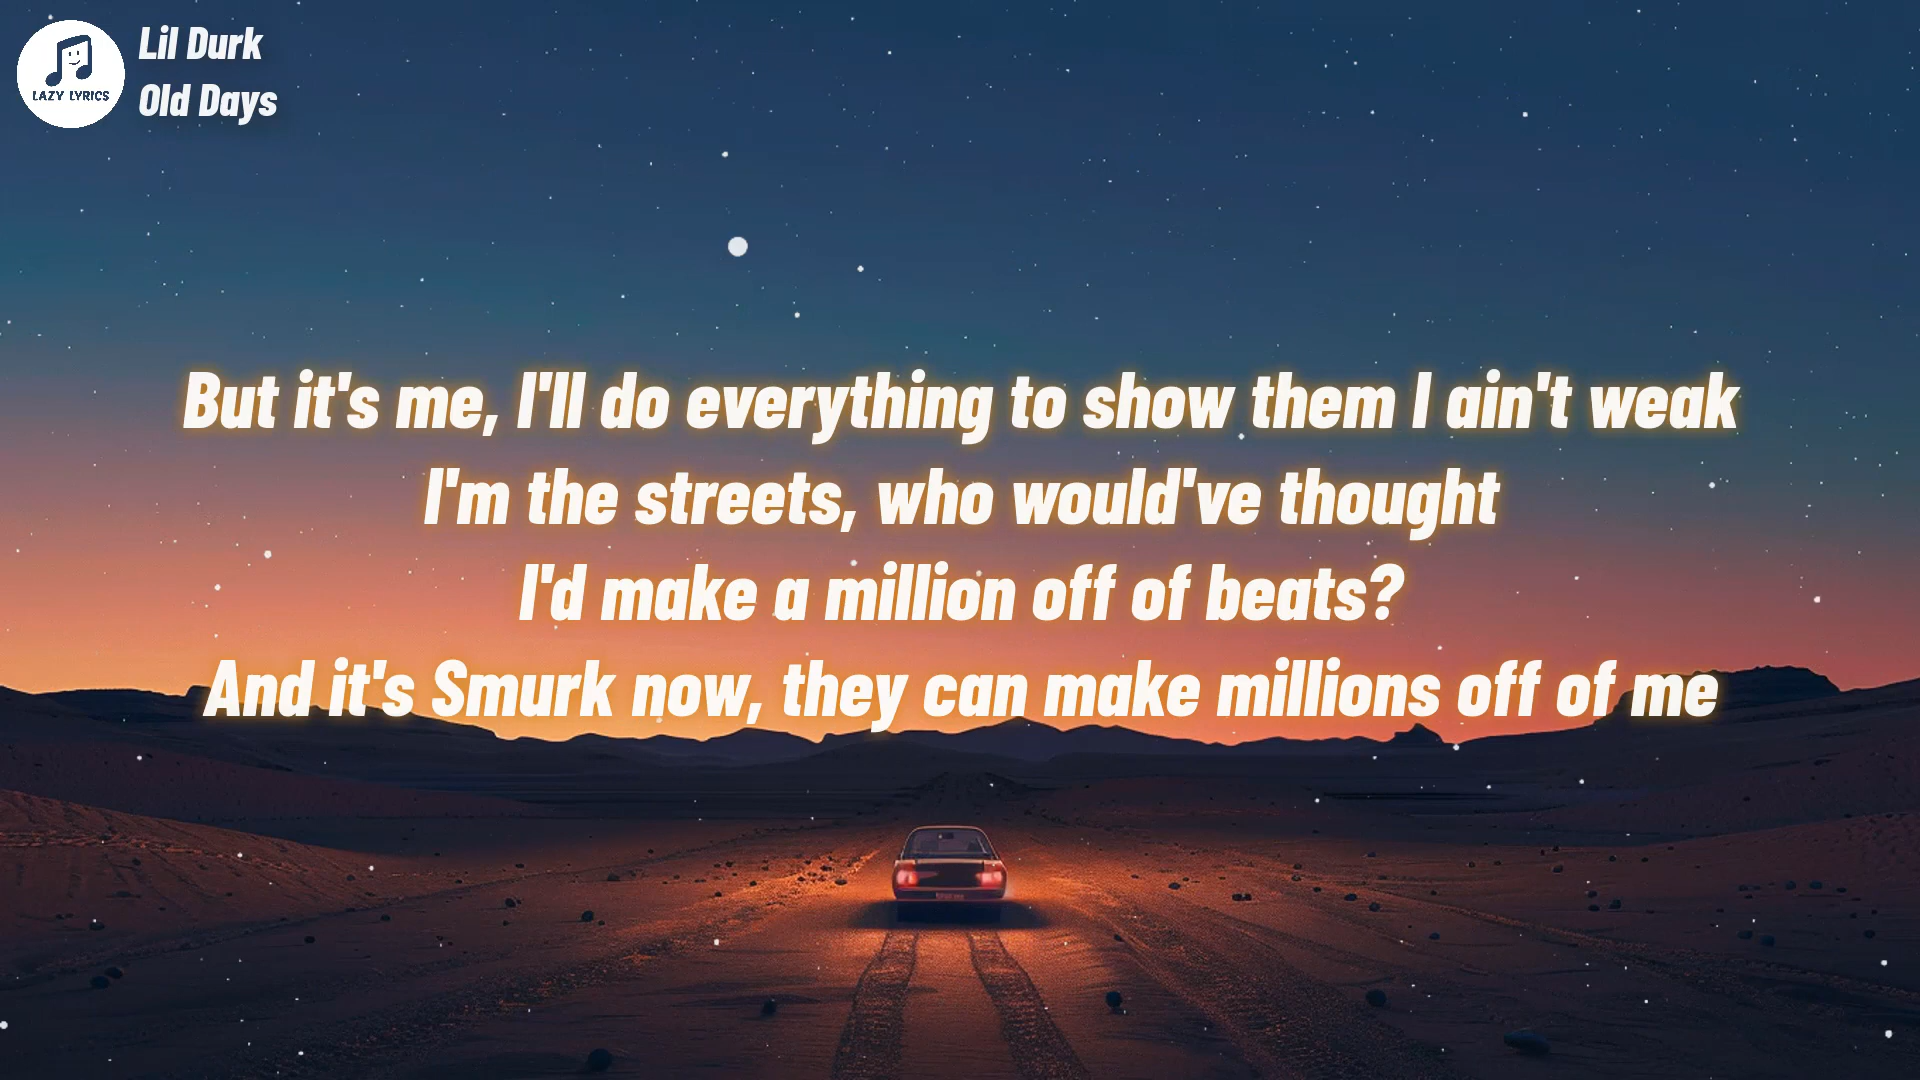 Lil Durk
Old Days
LAZY LYRICS
But it's me, I'll do everything to show them I ain't weak
I'm the streets, who would've thought
I'd make a million off of beats?
And it's Smurk now, they can make millions off of me